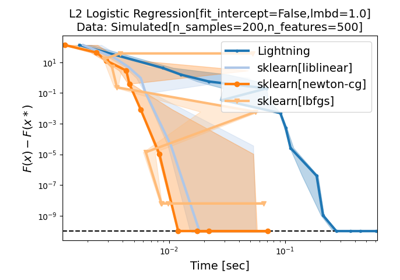 L2 Logistic Regression[fit_intercept=False,lmbd=1.0]
Data: Simulated[n_samples=200,n_features=500]
Lightning
sklearn[liblinear]
sklearn[newton-cg]
sklearn[lbfgs]
F(x) − F(x*)
10¹
10⁻¹
10⁻³
10⁻⁵
10⁻⁷
10⁻⁹
10⁻²
10⁻¹
Time [sec]